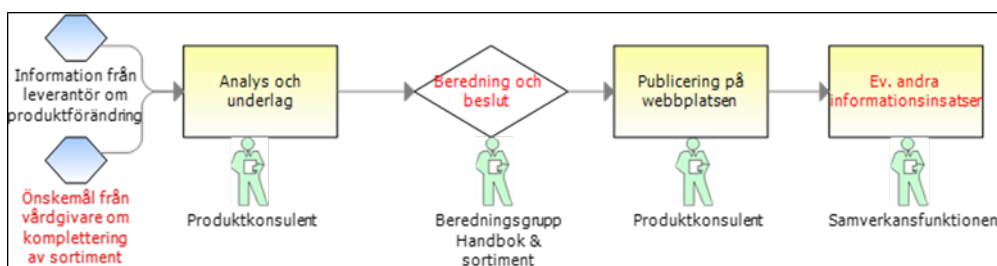 Information från
leverantör om
produktförändring
Önskemål från
vårdgivare om
komplettering
av sortiment
Analys och
underlag
Produktkonsulent
Beredning och
beslut
Beredningsgrupp
Handbok &
sortiment
Publicering på
webbplatsen
Produktkonsulent
Ev. andra
informationsinsatser
Samverkansfunktionen